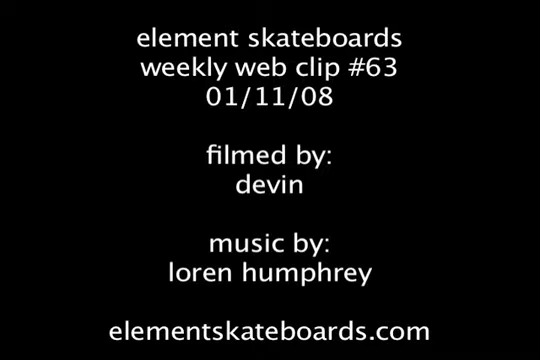 element skateboards
weekly web clip #63
01/11/08
filmed by:
devin
music by:
loren humphrey
elementskateboards.com